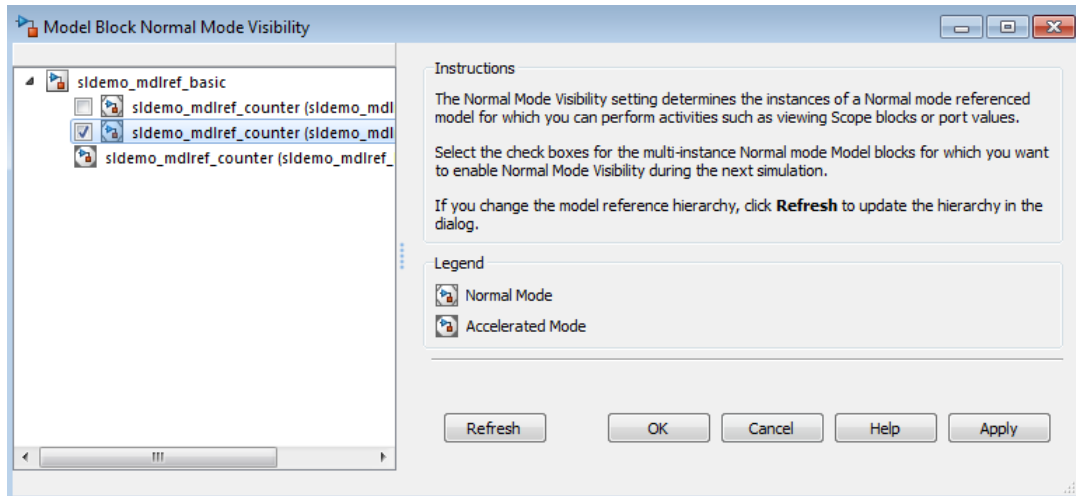 Model Block Normal Mode Visibility
sldemo_mdlref_basic
sldemo_mdlref_counter (sldemo_mdl
sldemo_mdlref_counter (sldemo_mdl
sldemo_mdlref_counter (sldemo_mdlref_
Instructions
The Normal Mode Visibility setting determines the instances of a Normal mode referenced
model for which you can perform activities such as viewing Scope blocks or port values.
Select the check boxes for the multi-instance Normal mode Model blocks for which you want
to enable Normal Mode Visibility during the next simulation.
If you change the model reference hierarchy, click Refresh to update the hierarchy in the
dialog.
Legend
Normal Mode
Accelerated Mode
Refresh OK Cancel Help Apply